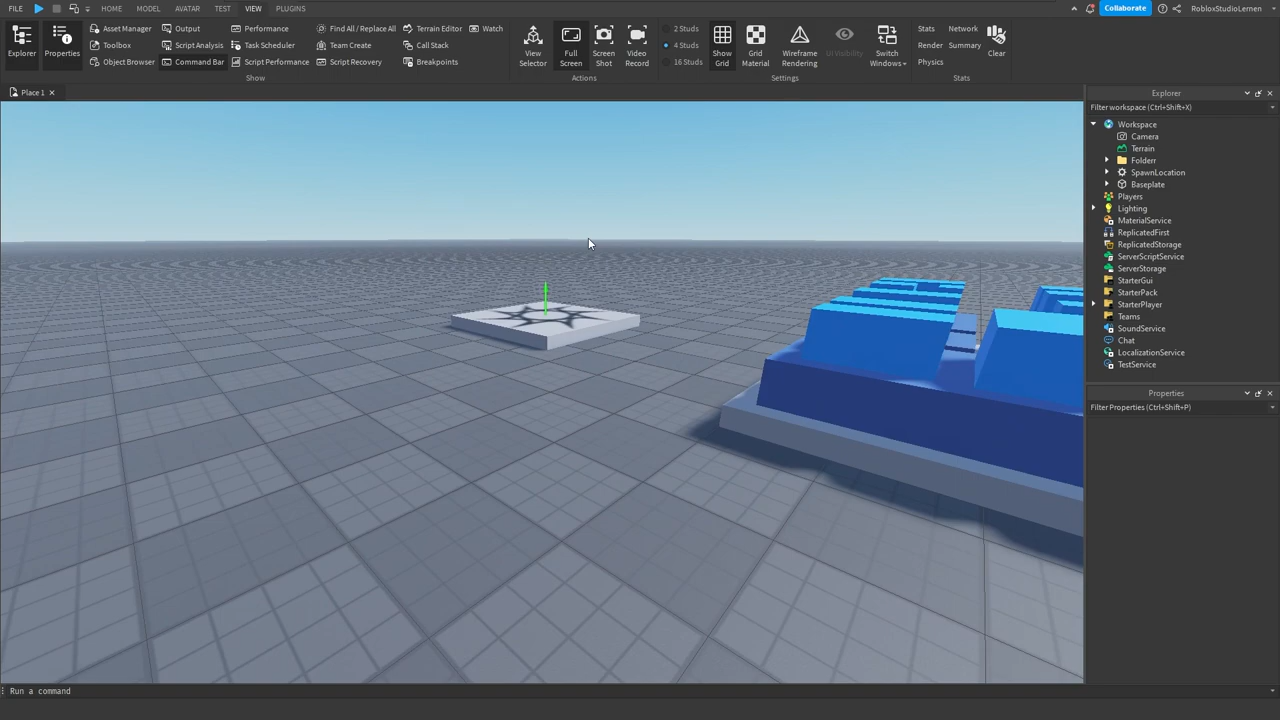 FILE HOME MODEL AVATAR TEST VIEW PLUGINS Collaborate RobloxStudioLernen
Explorer
Properties
Asset Manager
Toolbox
Object Browser
Output
Script Analysis
Command Bar
Performance
Task Scheduler
Script Performance
Find All / Replace All
Team Create
Script Recovery
Terrain Editor
Call Stack
Breakpoints
Watch
Show
View
Selector
Full
Screen
Screen
Shot
Video
Record
Actions
2 Studs
4 Studs
16 Studs
Show
Grid
Grid
Material
Wireframe
Rendering
UI Visibility
Switch
Windows
Settings
Stats
Render
Physics
Network
Summary
Clear
Stats
Place 1
Explorer
Filter workspace (Ctrl+Shift+X)
Workspace
Camera
Terrain
Folderr
SpawnLocation
Baseplate
Players
Lighting
MaterialService
ReplicatedFirst
ReplicatedStorage
ServerScriptService
ServerStorage
StarterGui
StarterPack
StarterPlayer
Teams
SoundService
Chat
LocalizationService
TestService
Properties
Filter Properties (Ctrl+Shift+P)
Run a command